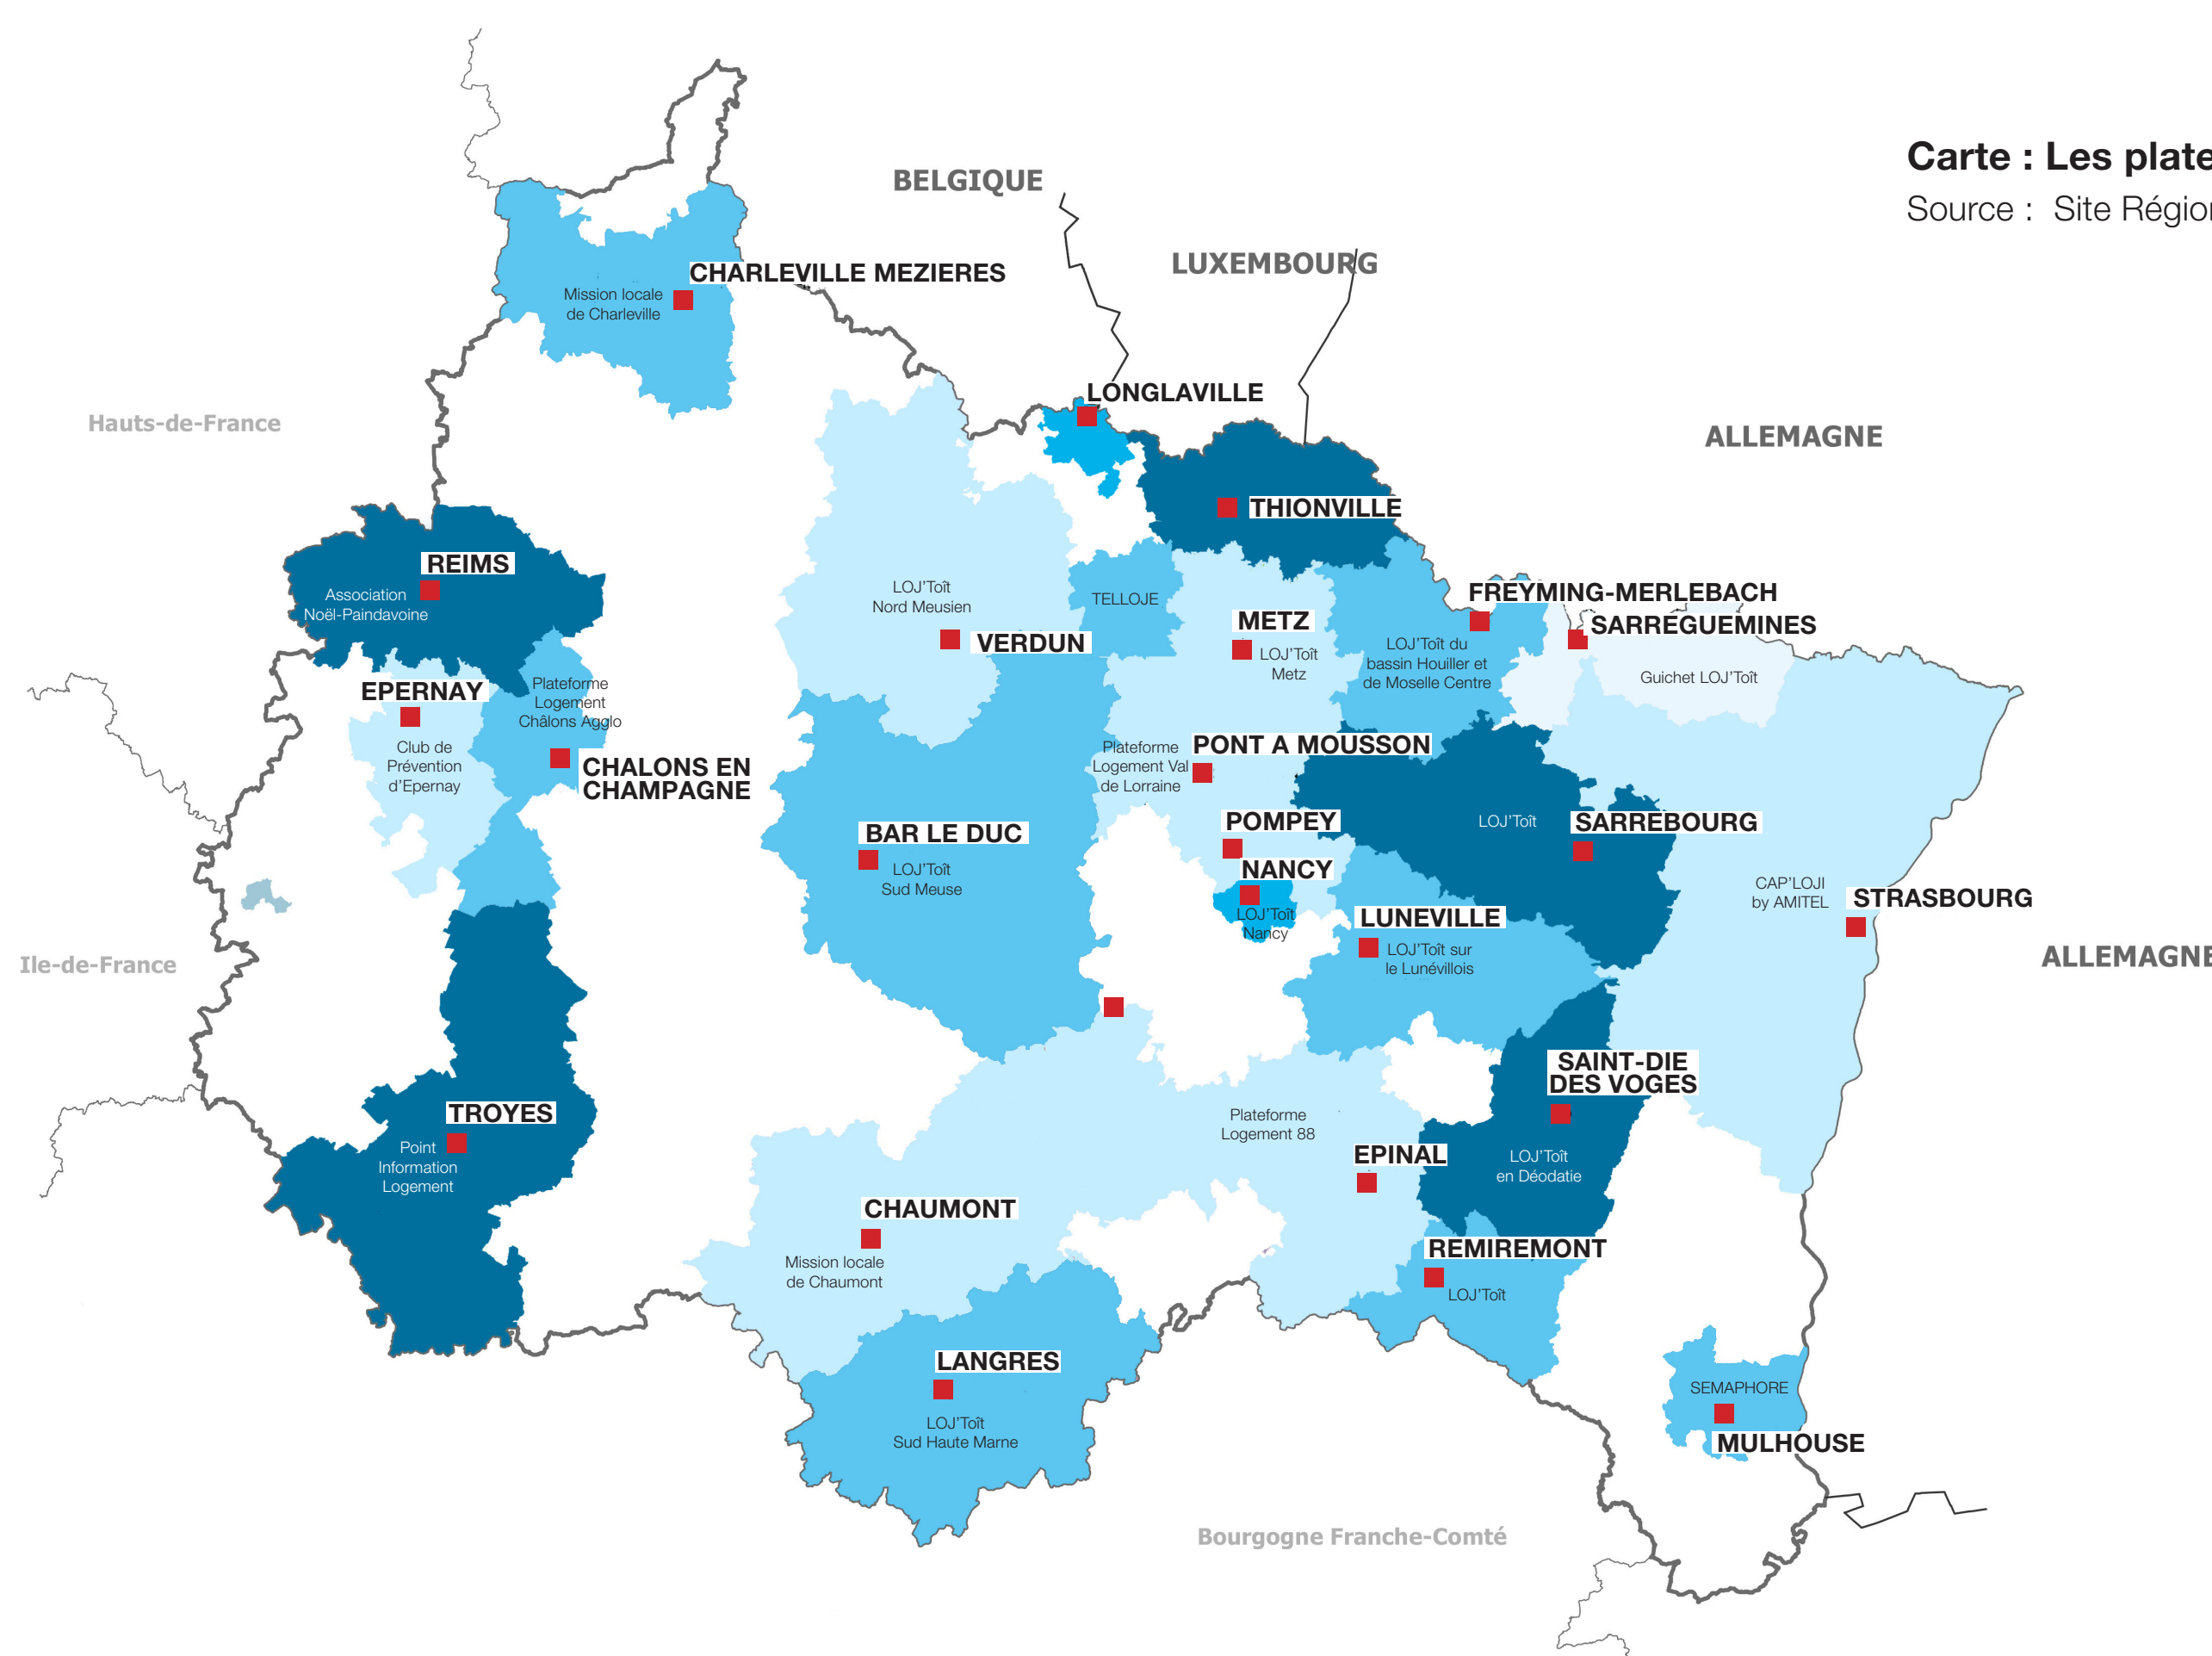 Carte : Les plate
Source : Site Région
BELGIQUE
LUXEMBOURG
CHARLEVILLE MEZIERES
Mission locale
de Charleville
LONGLAVILLE
Hauts-de-France
ALLEMAGNE
THIONVILLE
REIMS
Association
Noël-Paindavoine
LOJ'Toît
Nord Meusien
VERDUN
TELLOJE
METZ
LOJ'Toît
Metz
FREYMING-MERLEBACH
LOJ'Toît du
bassin Houiller et
de Moselle Centre
SARREGUEMINES
Guichet LOJ'Toît
EPERNAY
Club de
Prévention
d'Epernay
Plateforme
Logement
Châlons Agglo
CHALONS EN
CHAMPAGNE
Plateforme
Logement Val
de Lorraine
PONT A MOUSSON
BAR LE DUC
LOJ'Toît
Sud Meuse
POMPEY
NANCY
LOJ'Toît
Nancy
LOJ'Toît
SARREBOURG
CAP'LOJI
by AMITEL
STRASBOURG
LUNEVILLE
LOJ'Toît sur
le Lunévillois
Ile-de-France
ALLEMAGNE
SAINT-DIE
DES VOGES
LOJ'Toît
en Déodatie
TROYES
Point
Information
Logement
Plateforme
Logement 88
EPINAL
CHAUMONT
Mission locale
de Chaumont
REMIREMONT
LOJ'Toît
LANGRES
LOJ'Toît
Sud Haute Marne
SEMAPHORE
MULHOUSE
Bourgogne Franche-Comté